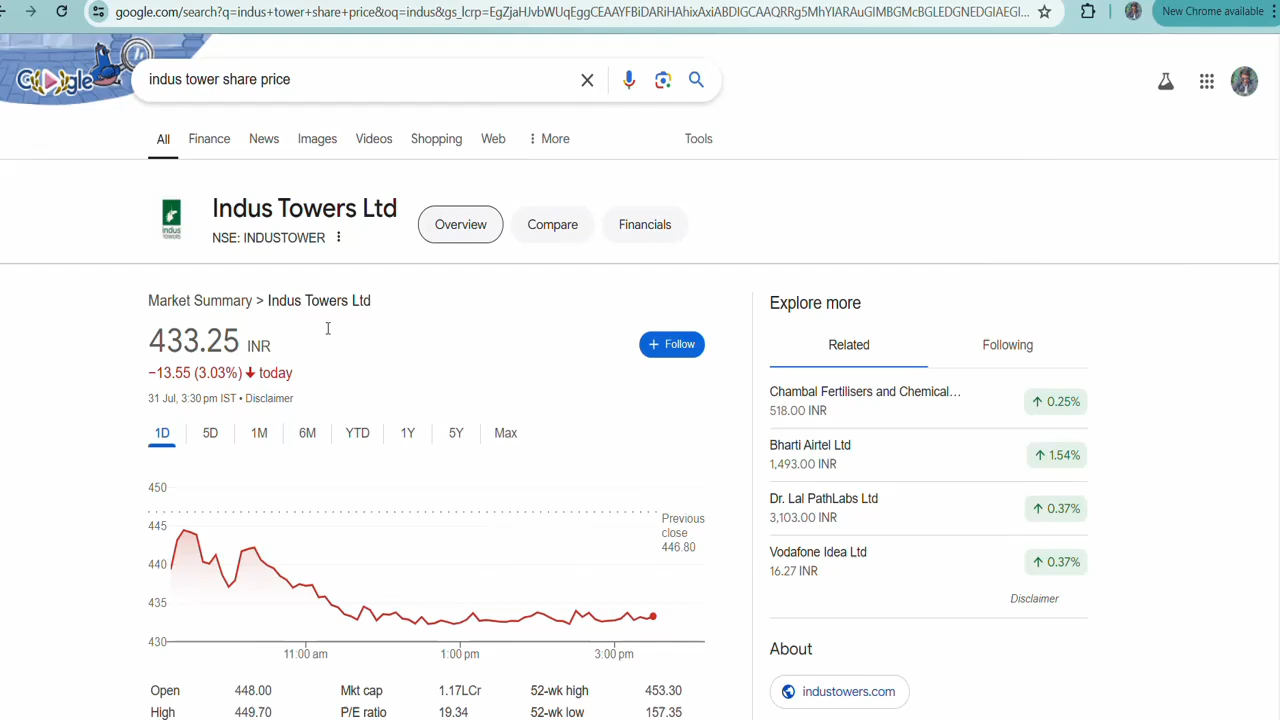 google.com/search?q=indus+tower+share+price&oq=indus&gs_lcrp=EgZjaHJvbWUqEggCEAAYFBiDARiHAhixAxiABDIGCAAQRRg5MhYIARAuGIMBGMcBGLEDGNEDGIAEGI...
New Chrome available
Google
indus tower share price
All
Finance
News
Images
Videos
Shopping
Web
More
Tools
indus
TOWERS
Indus Towers Ltd
NSE: INDUSTOWER
Overview
Compare
Financials
Market Summary > Indus Towers Ltd
433.25 INR
−13.55 (3.03%) ↓ today
31 Jul, 3:30 pm IST • Disclaimer
+ Follow
1D
5D
1M
6M
YTD
1Y
5Y
Max
450
445
440
435
430
Previous
close
446.80
11:00 am
1:00 pm
3:00 pm
Open 448.00
Mkt cap 1.17LCr
52-wk high 453.30
High 449.70
P/E ratio 19.34
52-wk low 157.35
Explore more
Related
Following
Chambal Fertilisers and Chemical...
518.00 INR
↑ 0.25%
Bharti Airtel Ltd
1,493.00 INR
↑ 1.54%
Dr. Lal PathLabs Ltd
3,103.00 INR
↑ 0.37%
Vodafone Idea Ltd
16.27 INR
↑ 0.37%
Disclaimer
About
industowers.com